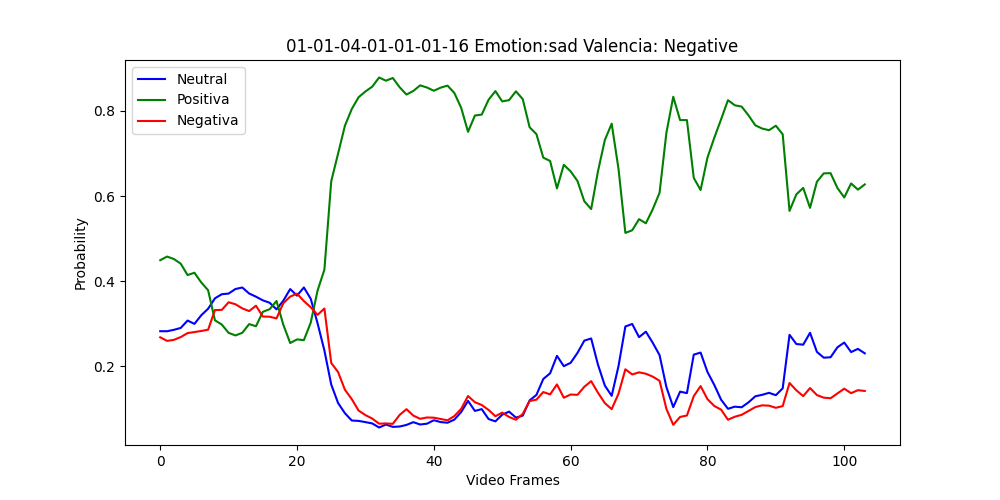 01-01-04-01-01-01-16 Emotion:sad Valencia: Negative
Neutral
Positiva
Negativa
Probability
0.8
0.6
0.4
0.2
0 20 40 60 80 100
Video Frames